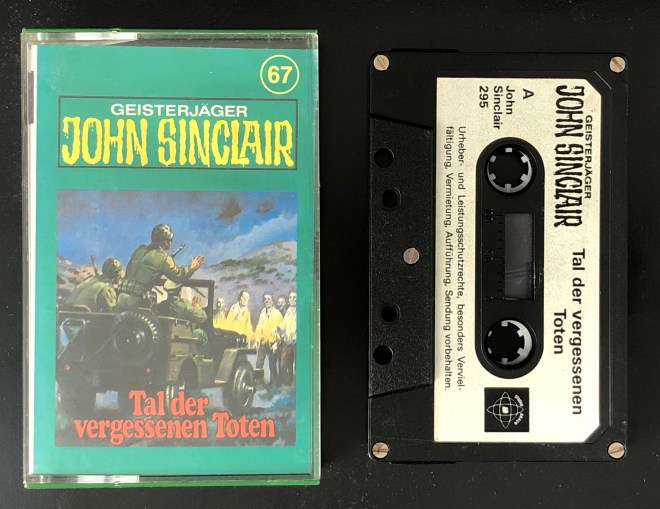 67
GEISTERJÄGER
JOHN SINCLAIR
Tal der
vergessenen Toten
GEISTERJÄGER
JOHN SINCLAIR
Tal der vergessenen
Toten
A
John
Sinclair
295
Urheber- und Leistungsschutzrechte, besonders Verviel-
fältigung, Vermietung, Aufführung, Sendung vorbehalten.